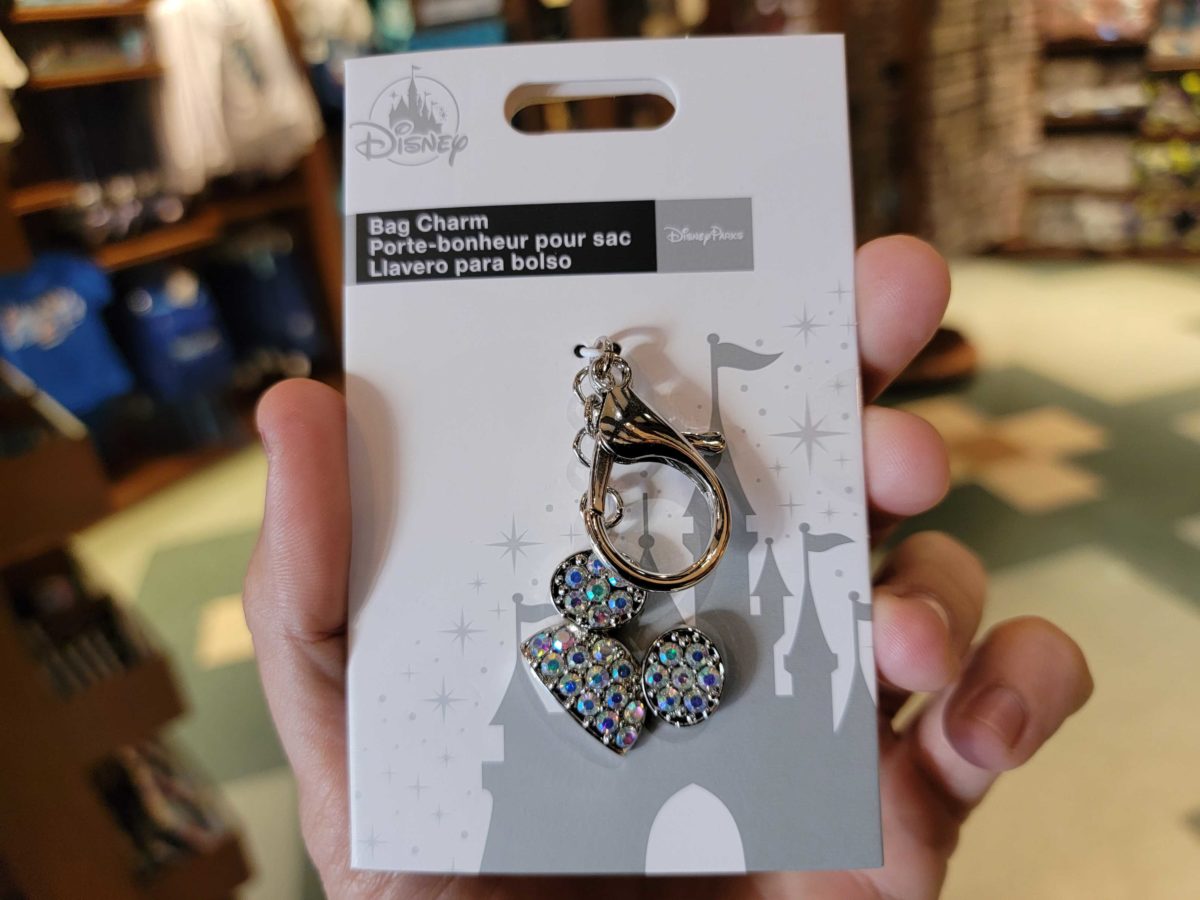 Disney
Bag Charm
Porte-bonheur pour sac
Llavero para bolso
Disney Parks